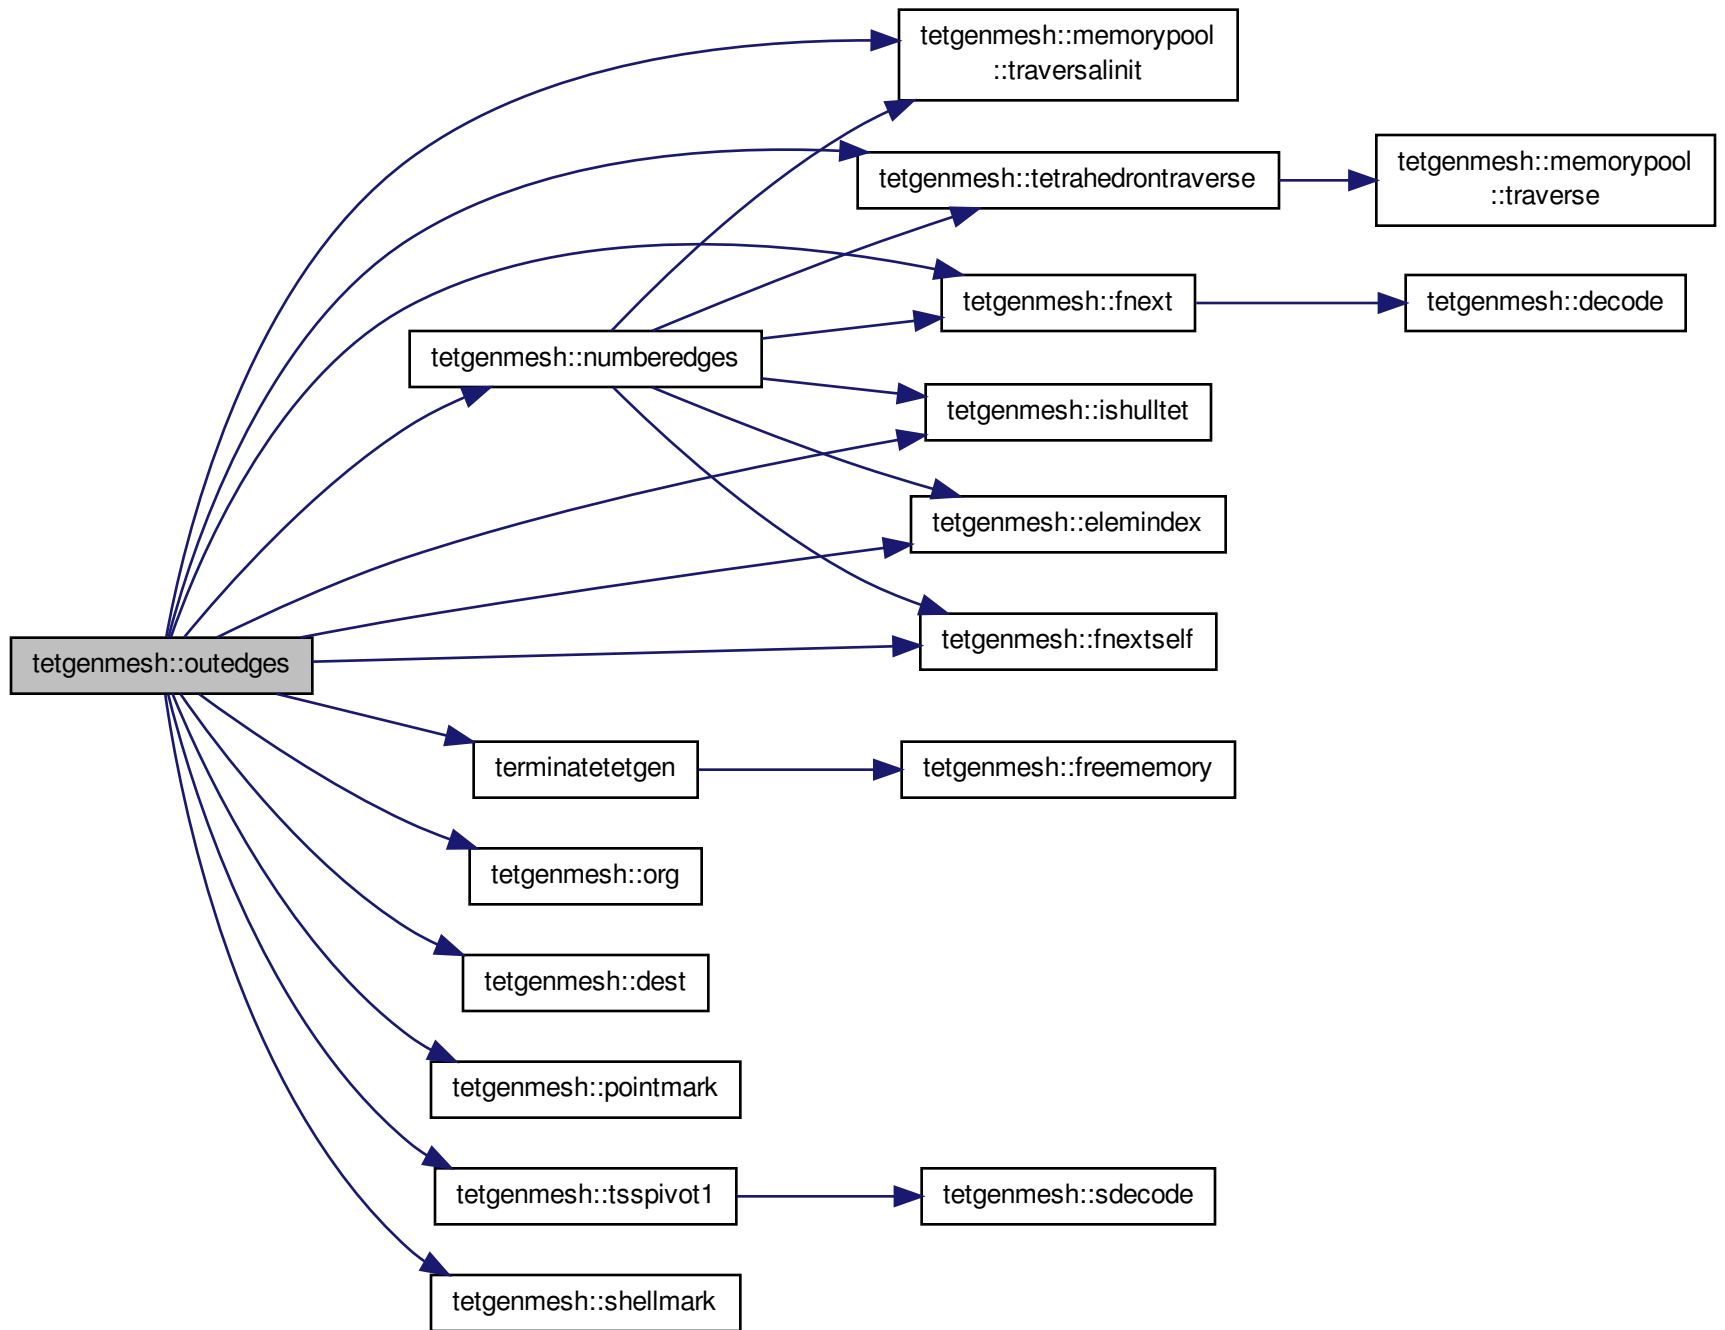 tetgenmesh::memorypool
::traversalinit
tetgenmesh::tetrahedrontraverse
tetgenmesh::memorypool
::traverse
tetgenmesh::fnext
tetgenmesh::decode
tetgenmesh::numberedges
tetgenmesh::ishulltet
tetgenmesh::elemindex
tetgenmesh::fnextself
tetgenmesh::outedges
terminatetetgen
tetgenmesh::freememory
tetgenmesh::org
tetgenmesh::dest
tetgenmesh::pointmark
tetgenmesh::tsspivot1
tetgenmesh::sdecode
tetgenmesh::shellmark